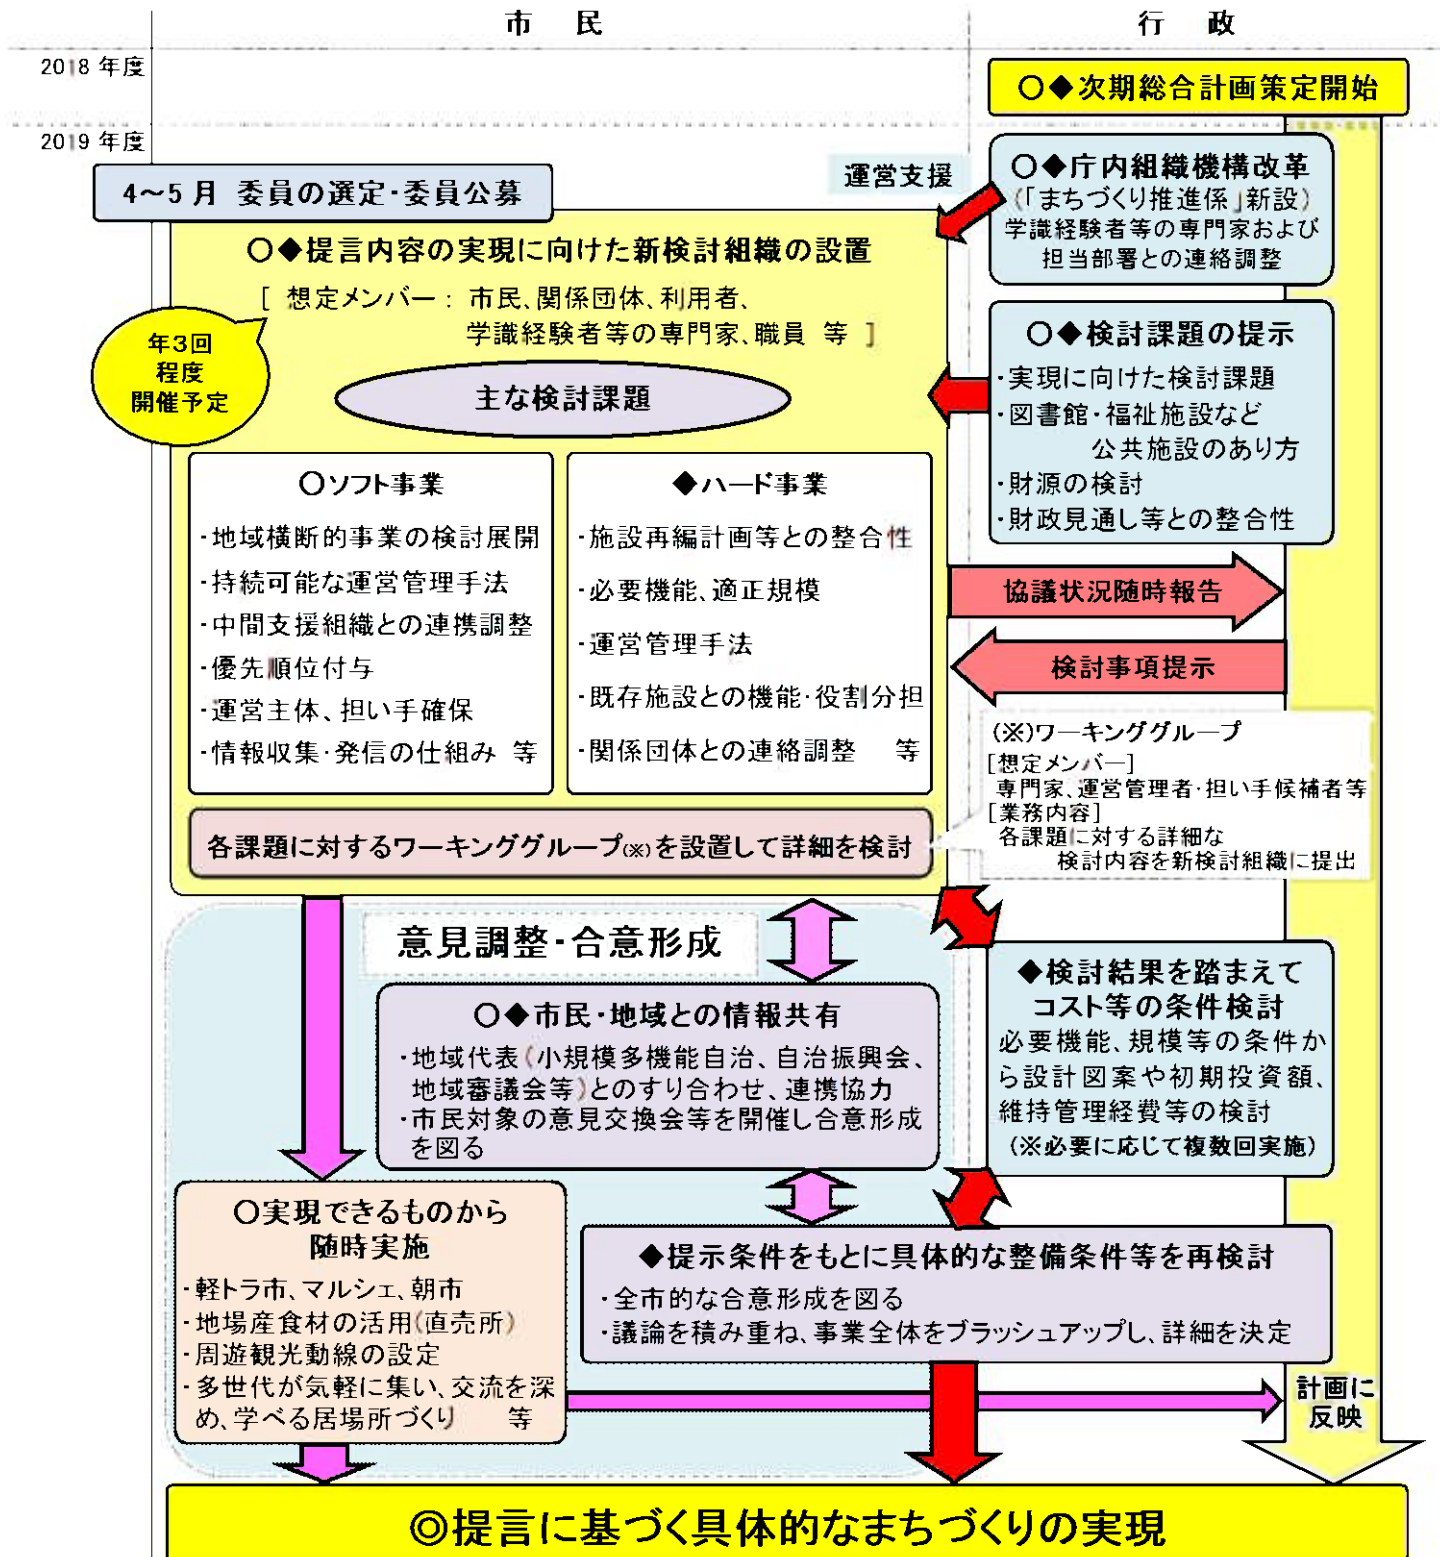 市　民
行　政
2018 年度
〇◆次期総合計画策定開始
2019 年度
4～5 月 委員の選定・委員公募
運営支援
〇◆庁内組織機構改革
(「まちづくり推進係」新設)
学識経験者等の専門家および
担当部署との連絡調整
〇◆提言内容の実現に向けた新検討組織の設置
[ 想定メンバー : 市民、関係団体、利用者、
学識経験者等の専門家、職員 等 ]
年3回
程度
開催予定
主な検討課題
〇◆検討課題の提示
・実現に向けた検討課題
・図書館・福祉施設など
公共施設のあり方
・財源の検討
・財政見通し等との整合性
〇ソフト事業
・地域横断的事業の検討展開
・持続可能な運営管理手法
・中間支援組織との連携調整
・優先順位付与
・運営主体、担い手確保
・情報収集・発信の仕組み 等
◆ハード事業
・施設再編計画等との整合性
・必要機能、適正規模
・運営管理手法
・既存施設との機能・役割分担
・関係団体との連絡調整 等
協議状況随時報告
検討事項提示
(※)ワーキンググループ
[想定メンバー]
専門家、運営管理者・担い手候補者等
[業務内容]
各課題に対する詳細な
検討内容を新検討組織に提出
各課題に対するワーキンググループ(※)を設置して詳細を検討
意見調整・合意形成
〇◆市民・地域との情報共有
・地域代表(小規模多機能自治、自治振興会、
地域審議会等)とのすり合わせ、連携協力
・市民対象の意見交換会等を開催し合意形成
を図る
◆検討結果を踏まえて
コスト等の条件検討
必要機能、規模等の条件か
ら設計図案や初期投資額、
維持管理経費等の検討
(※必要に応じて複数回実施)
〇実現できるものから
随時実施
・軽トラ市、マルシェ、朝市
・地場産食材の活用(直売所)
・周遊観光動線の設定
・多世代が気軽に集い、交流を深
め、学べる居場所づくり 等
◆提示条件をもとに具体的な整備条件等を再検討
・全市的な合意形成を図る
・議論を積み重ね、事業全体をブラッシュアップし、詳細を決定
計画に
反映
◎提言に基づく具体的なまちづくりの実現